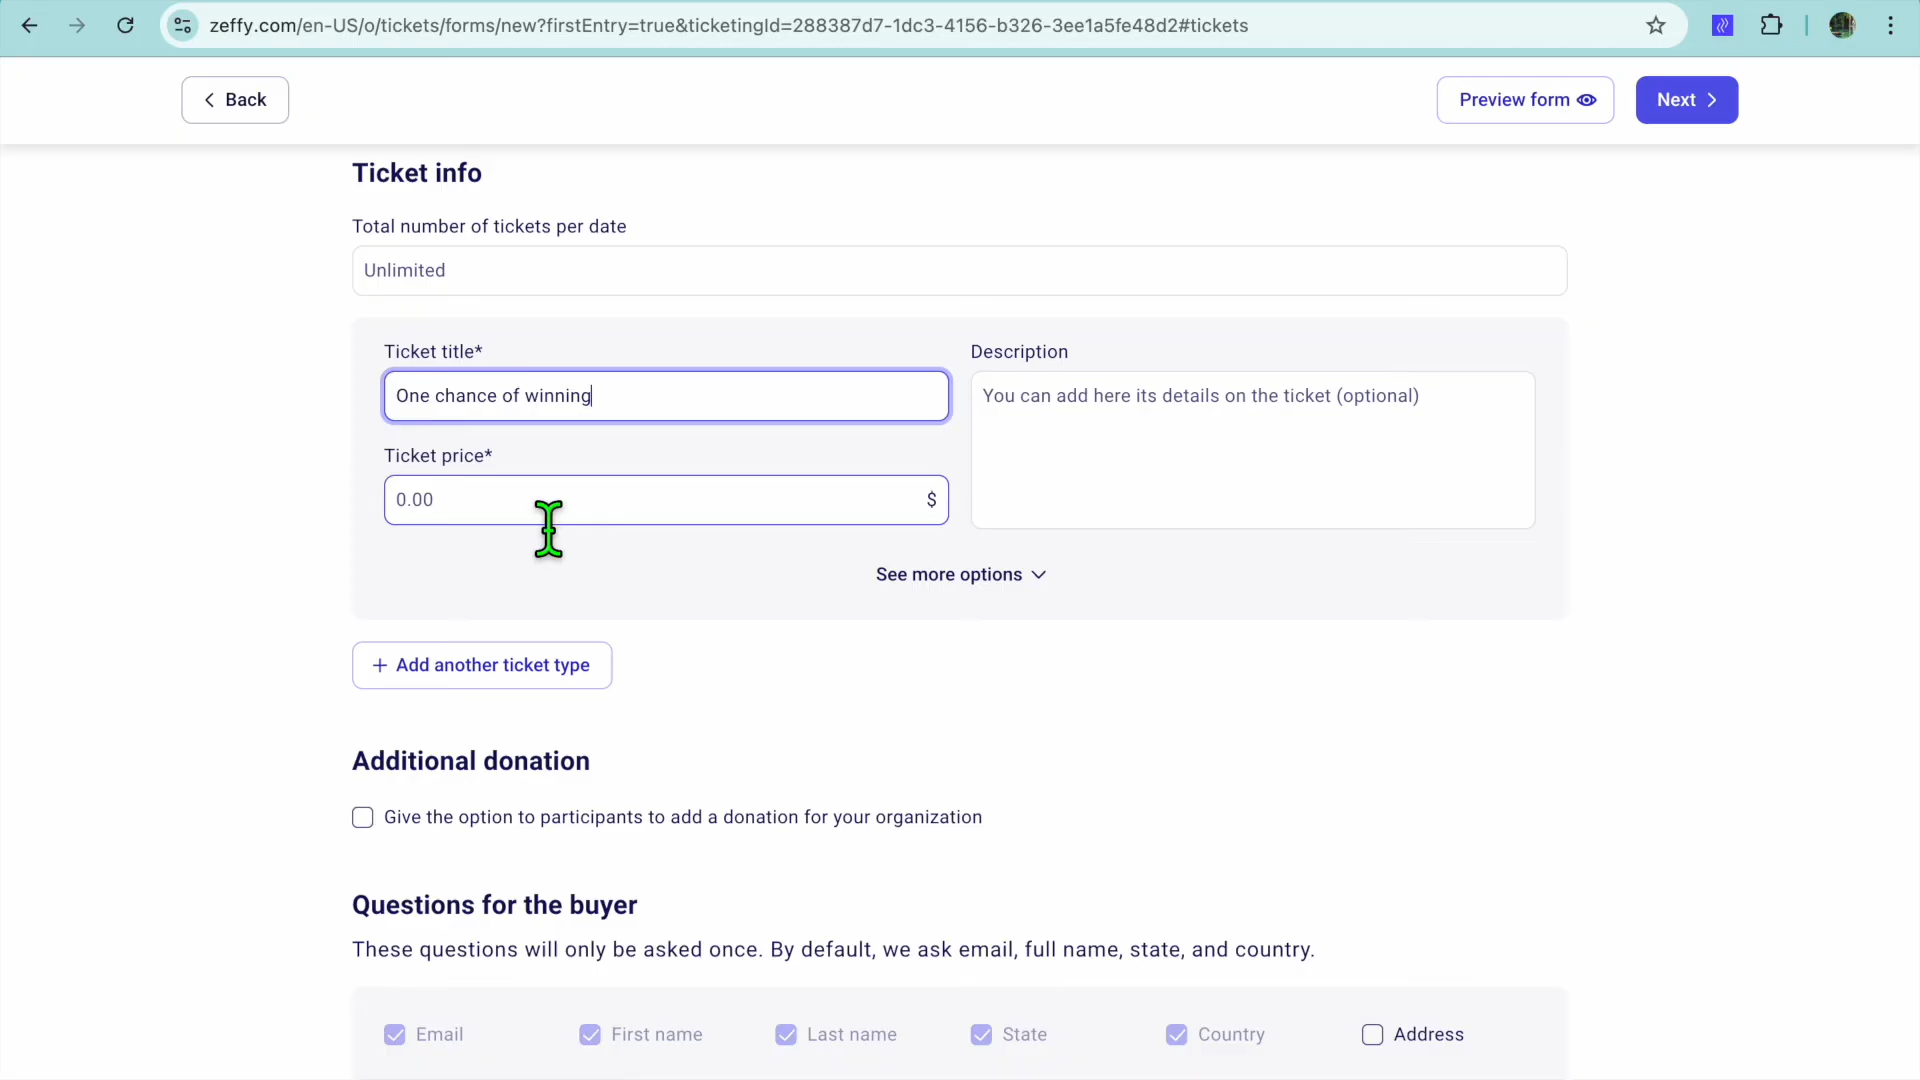 zeffy.com/en-US/o/tickets/forms/new?firstEntry=true&ticketingId=288387d7-1dc3-4156-b326-3ee1a5fe48d2#tickets
Back
Preview form
Next
Ticket info
Total number of tickets per date
Unlimited
Ticket title*
Description
One chance of winning
You can add here its details on the ticket (optional)
Ticket price*
0.00
$
See more options
+ Add another ticket type
Additional donation
Give the option to participants to add a donation for your organization
Questions for the buyer
These questions will only be asked once. By default, we ask email, full name, state, and country.
Email First name Last name State Country Address